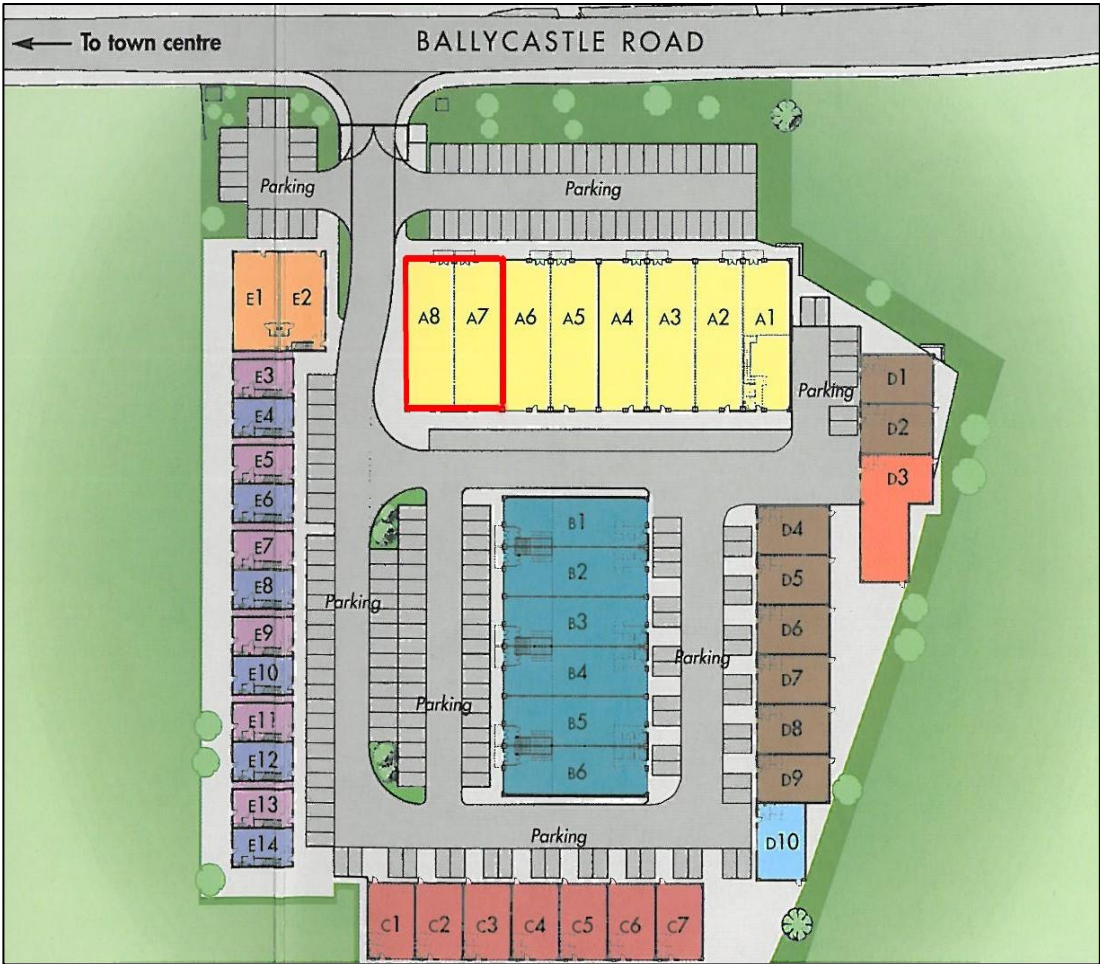 ← To town centre
BALLYCASTLE ROAD
Parking
Parking
E1
E2
A8
A7
A6
A5
A4
A3
A2
A1
Parking
D1
D2
D3
E3
E4
E5
E6
E7
E8
E9
E10
E11
E12
E13
E14
Parking
Parking
B1
B2
B3
B4
B5
B6
Parking
D4
D5
D6
D7
D8
D9
D10
Parking
C1
C2
C3
C4
C5
C6
C7